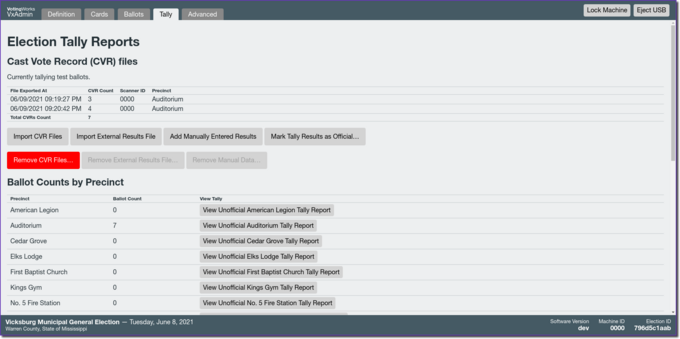 VotingWorks
VxAdmin
Definition Cards Ballots Tally Advanced
Lock Machine Eject USB
Election Tally Reports
Cast Vote Record (CVR) files
Currently tallying test ballots.
File Exported At CVR Count Scanner ID Precinct
06/09/2021 09:19:27 PM 3 0000 Auditorium
06/09/2021 09:20:42 PM 4 0000 Auditorium
Total CVRs Count 7
Import CVR Files Import External Results File Add Manually Entered Results Mark Tally Results as Official…
Remove CVR Files… Remove External Results File… Remove Manual Data…
Ballot Counts by Precinct
Precinct Ballot Count View Tally
American Legion 0 View Unofficial American Legion Tally Report
Auditorium 7 View Unofficial Auditorium Tally Report
Cedar Grove 0 View Unofficial Cedar Grove Tally Report
Elks Lodge 0 View Unofficial Elks Lodge Tally Report
First Baptist Church 0 View Unofficial First Baptist Church Tally Report
Kings Gym 0 View Unofficial Kings Gym Tally Report
No. 5 Fire Station 0 View Unofficial No. 5 Fire Station Tally Report
Vicksburg Municipal General Election — Tuesday, June 8, 2021
Warren County, State of Mississippi
Software Version Machine ID Election ID
dev 0000 796d5c1aab